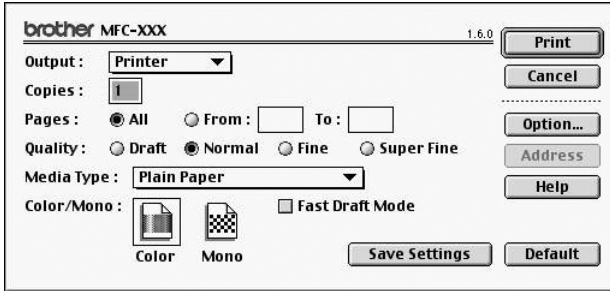 brother MFC-XXX 1.6.0
Print
Output : Printer
Cancel
Copies : 1
Pages : All From : To :
Option...
Quality : Draft Normal Fine Super Fine
Address
Media Type : Plain Paper
Help
Color/Mono : Fast Draft Mode
Color Mono
Save Settings Default